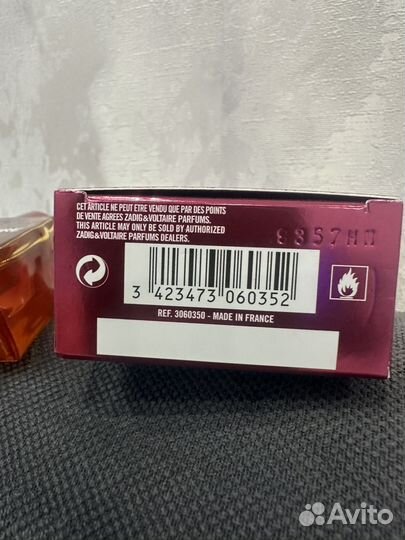 CET ARTICLE NE PEUT ETRE VENDU QUE PAR DES POINTS
DE VENTE AGREES ZADIG&VOLTAIRE PARFUMS.
THIS ARTICLE MAY ONLY BE SOLD BY AUTHORIZED
ZADIG&VOLTAIRE PARFUMS DEALERS.
3 423473 060352
REF. 3060350 - MADE IN FRANCE
Avito